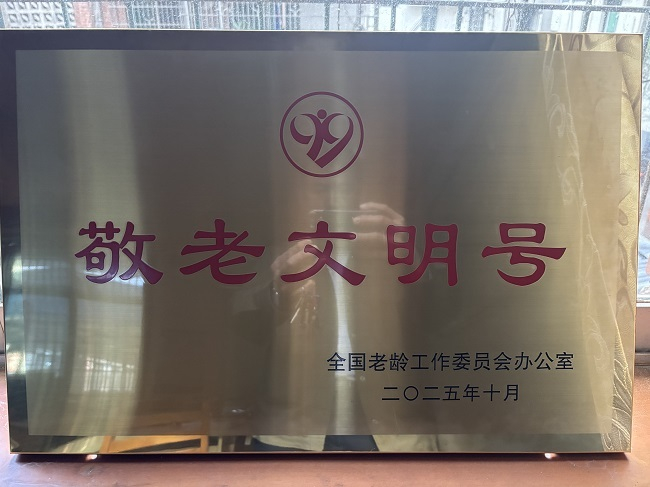 敬老文明号
全国老龄工作委员会办公室
二〇二五年十月